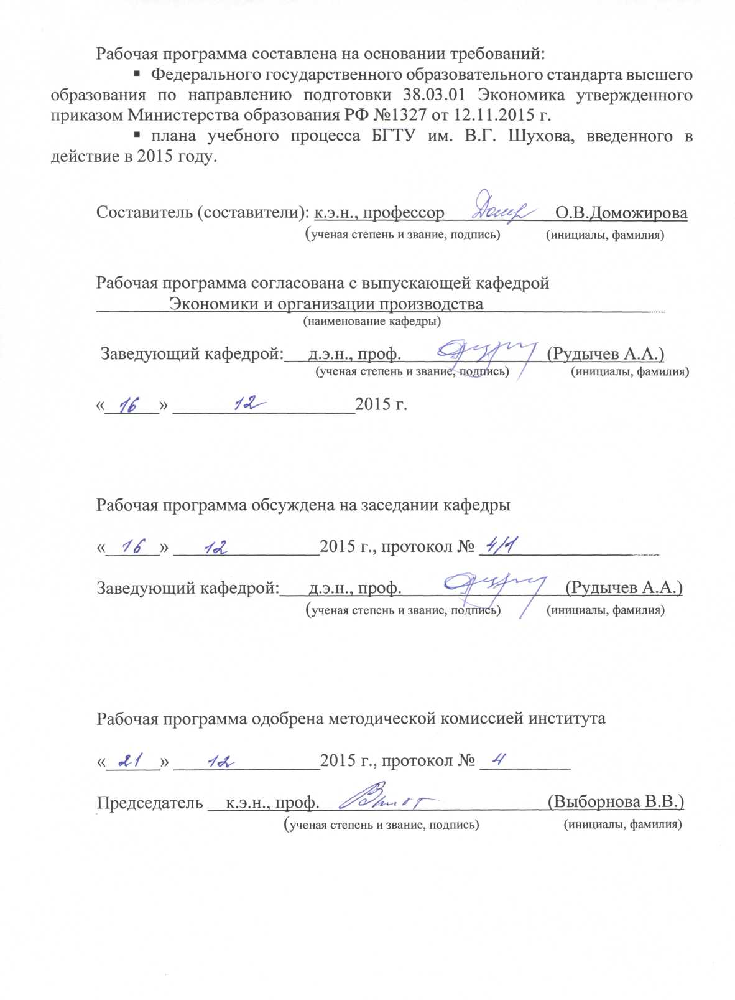 Рабочая программа составлена на основании требований:
▪ Федерального государственного образовательного стандарта высшего
образования по направлению подготовки 38.03.01 Экономика утвержденного
приказом Министерства образования РФ №1327 от 12.11.2015 г.
▪ плана учебного процесса БГТУ им. В.Г. Шухова, введенного в
действие в 2015 году.
Составитель (составители): к.э.н., профессор О.В.Доможирова
(ученая степень и звание, подпись) (инициалы, фамилия)
Рабочая программа согласована с выпускающей кафедрой
Экономики и организации производства
(наименование кафедры)
Заведующий кафедрой: д.э.н., проф. (Рудычев А.А.)
(ученая степень и звание, подпись) (инициалы, фамилия)
«16» 12 2015 г.
Рабочая программа обсуждена на заседании кафедры
«16» 12 2015 г., протокол № 4/1
Заведующий кафедрой: д.э.н., проф. (Рудычев А.А.)
(ученая степень и звание, подпись) (инициалы, фамилия)
Рабочая программа одобрена методической комиссией института
«21» 12 2015 г., протокол № 4
Председатель к.э.н., проф. (Выборнова В.В.)
(ученая степень и звание, подпись) (инициалы, фамилия)